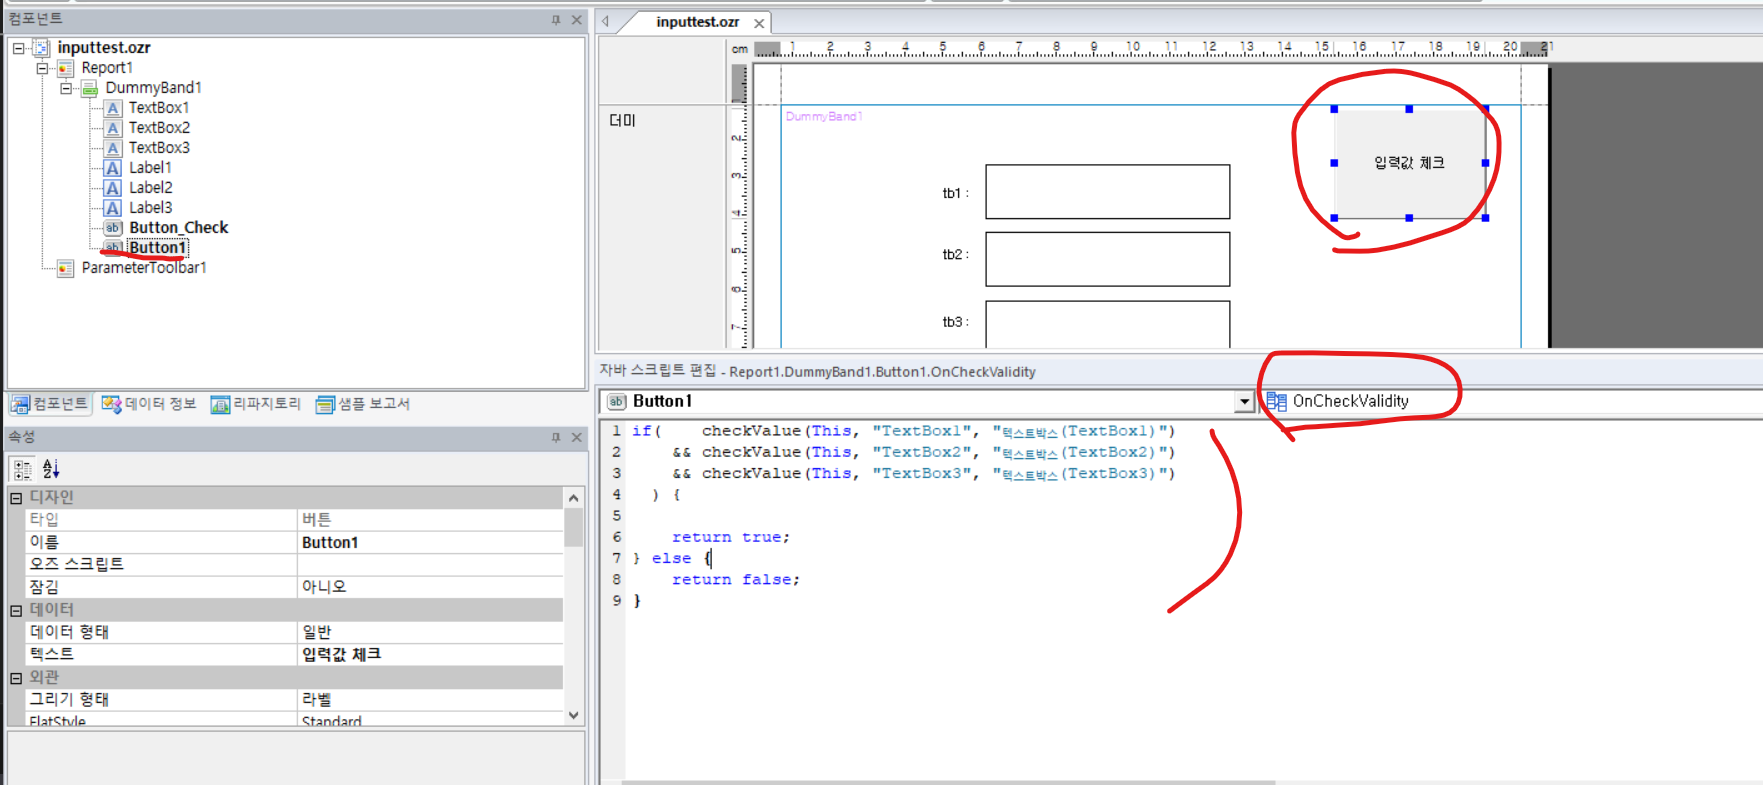 컴포넌트
inputtest.ozr
Report1
DummyBand1
TextBox1
TextBox2
TextBox3
Label1
Label2
Label3
Button_Check
Button1
ParameterToolbar1
컴포넌트 데이터 정보 리파지토리 샘플 보고서
속성
디자인
타입 버튼
이름 Button1
오즈 스크립트
잠김 아니오
데이터
데이터 형태 일반
텍스트 입력값 체크
외관
그리기 형태 라벨
FlatStyle Standard
inputtest.ozr
cm 1 2 3 4 5 6 7 8 9 10 11 12 13 14 15 16 17 18 19 20 21
더미
DummyBand1
입력값 체크
tb1 :
tb2 :
tb3 :
2
3
4
5
6
7
자바 스크립트 편집 - Report1.DummyBand1.Button1.OnCheckValidity
Button1 OnCheckValidity
1 if( checkValue(This, "TextBox1", "텍스트박스(TextBox1)")
2 && checkValue(This, "TextBox2", "텍스트박스(TextBox2)")
3 && checkValue(This, "TextBox3", "텍스트박스(TextBox3)")
4 ) {
5
6 return true;
7 } else {
8 return false;
9 }